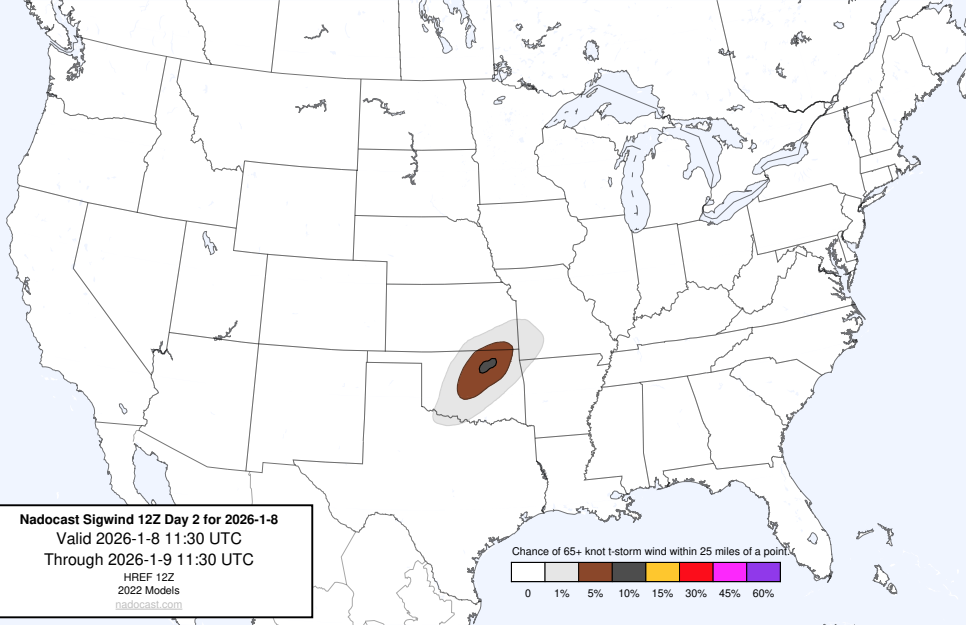 Nadocast Sigwind 12Z Day 2 for 2026-1-8
Valid 2026-1-8 11:30 UTC
Through 2026-1-9 11:30 UTC
HREF 12Z
2022 Models
nadocast.com
Chance of 65+ knot t-storm wind within 25 miles of a point.
0 1% 5% 10% 15% 30% 45% 60%